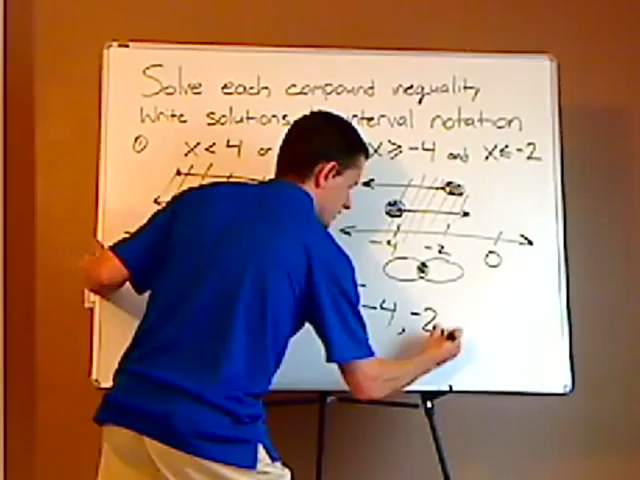 Solve each compound inequality
Write solutions interval notation
① x < 4 or x ≥ -4 and x ≤ -2
-4 -2 0
-4, -2